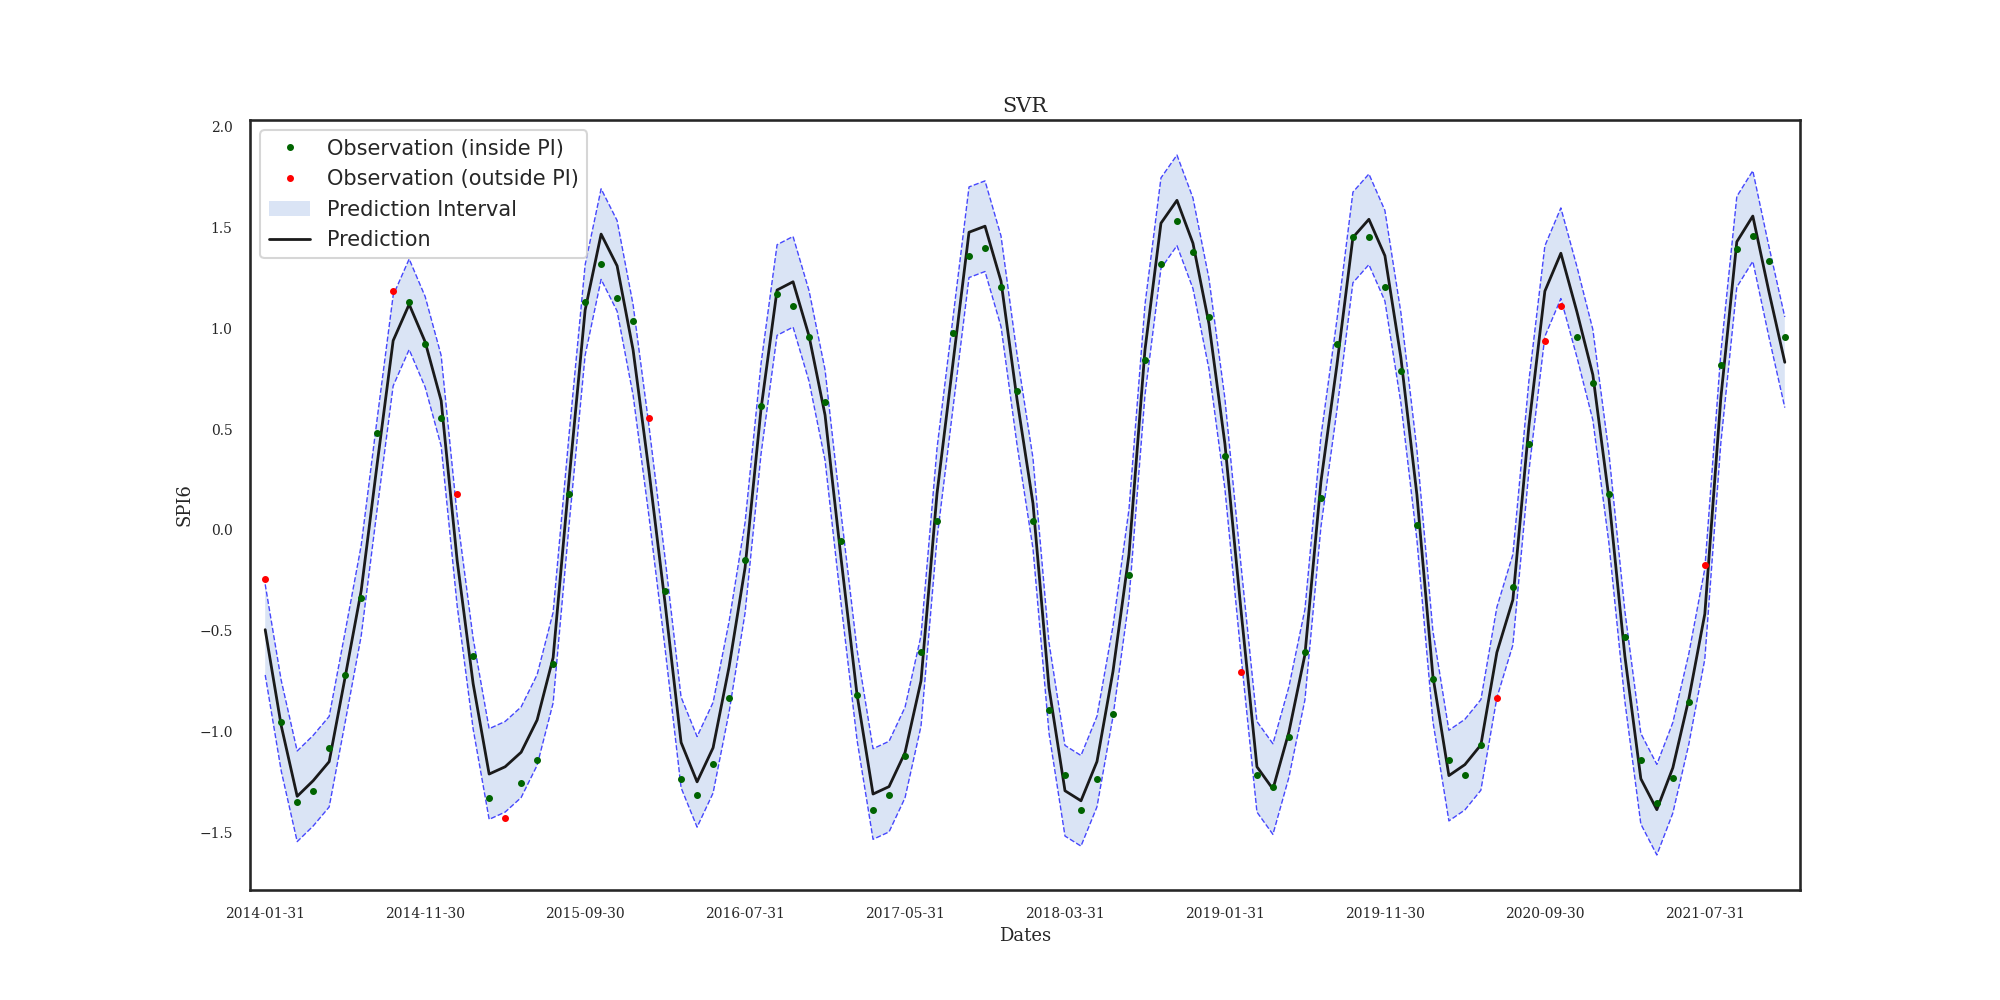 SVR
Observation (inside PI)
Observation (outside PI)
Prediction Interval
Prediction
2.0
1.5
1.0
0.5
0.0
−0.5
−1.0
−1.5
SPI6
2014-01-31 2014-11-30 2015-09-30 2016-07-31 2017-05-31 2018-03-31 2019-01-31 2019-11-30 2020-09-30 2021-07-31
Dates